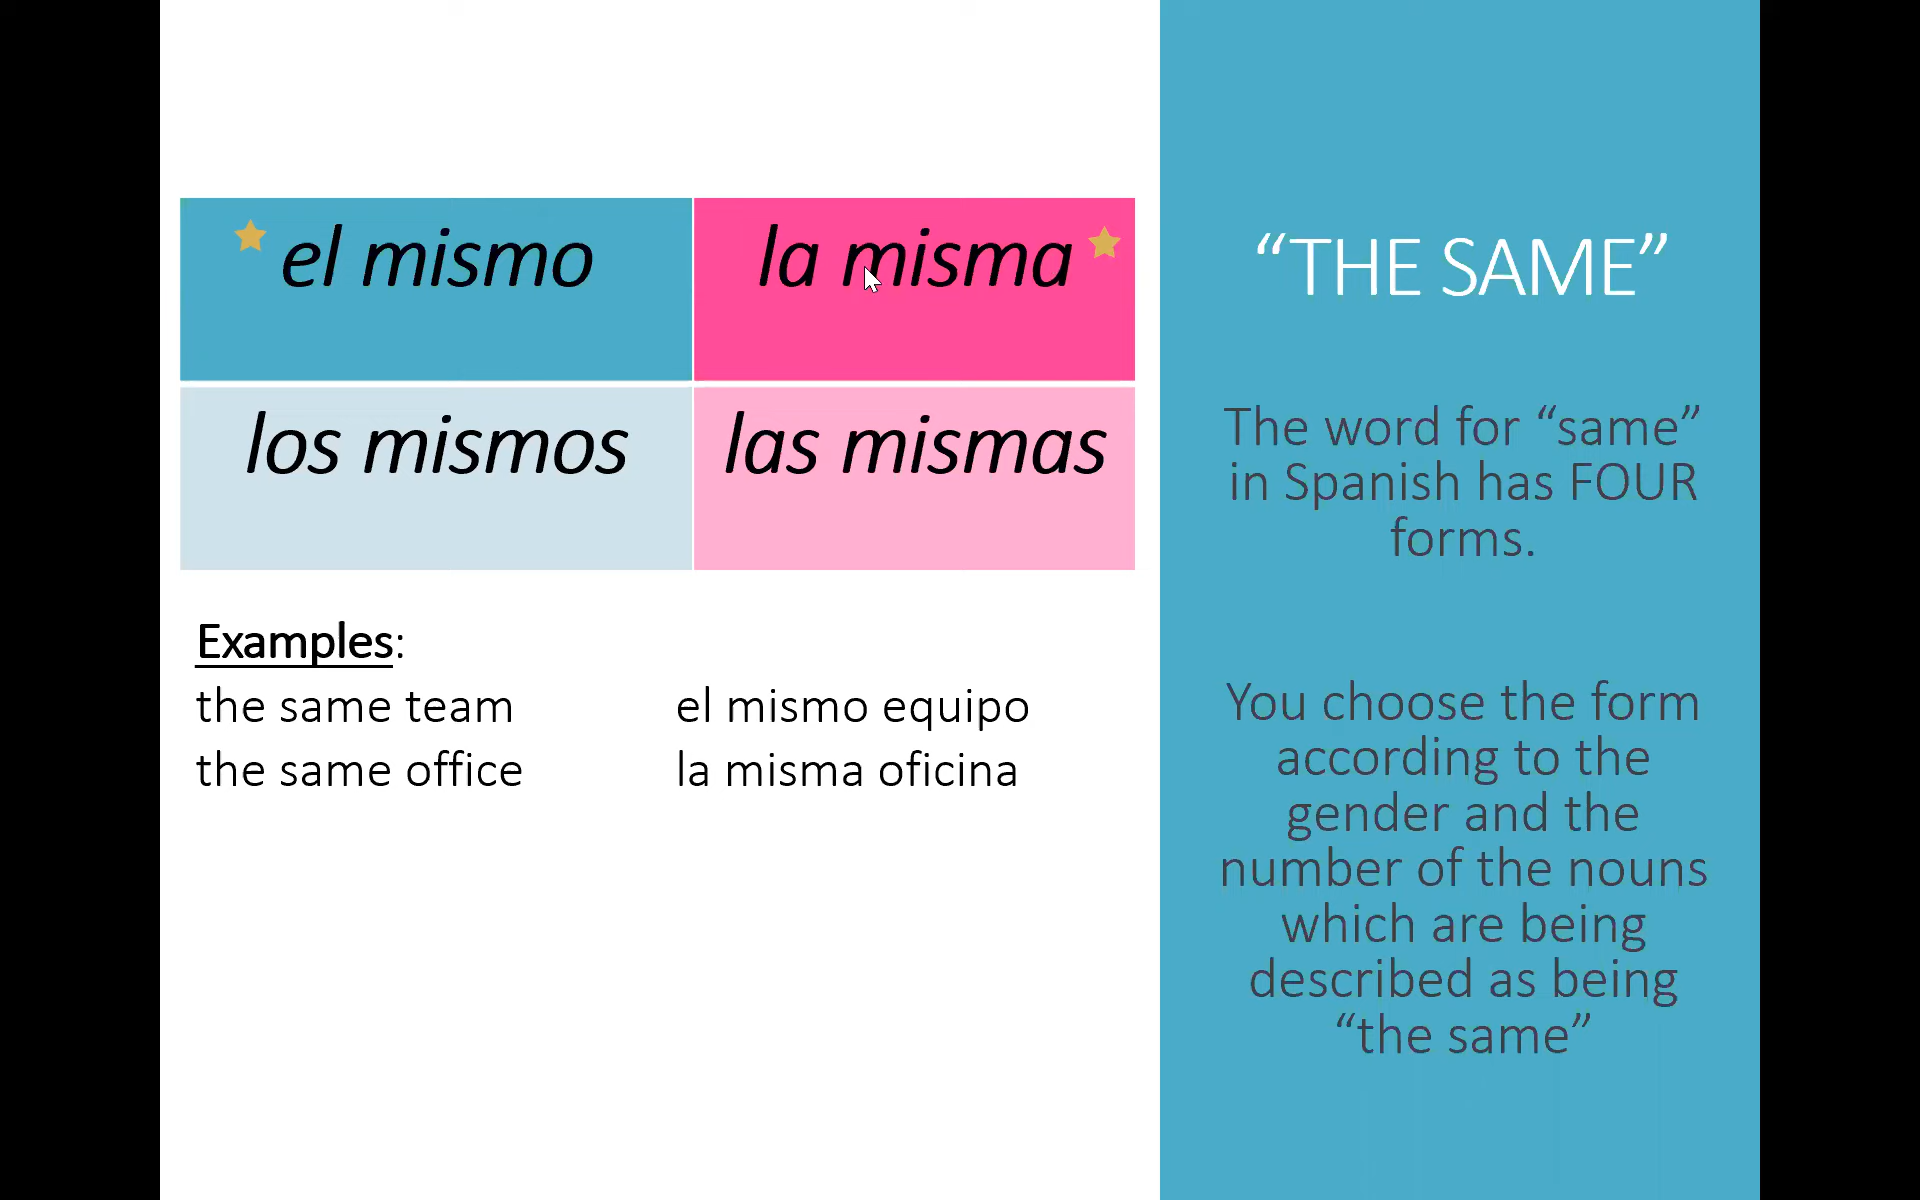 el mismo
la misma
los mismos
las mismas
Examples:
the same team el mismo equipo
the same office la misma oficina
“THE SAME”
The word for “same”
in Spanish has FOUR
forms.
You choose the form
according to the
gender and the
number of the nouns
which are being
described as being
“the same”